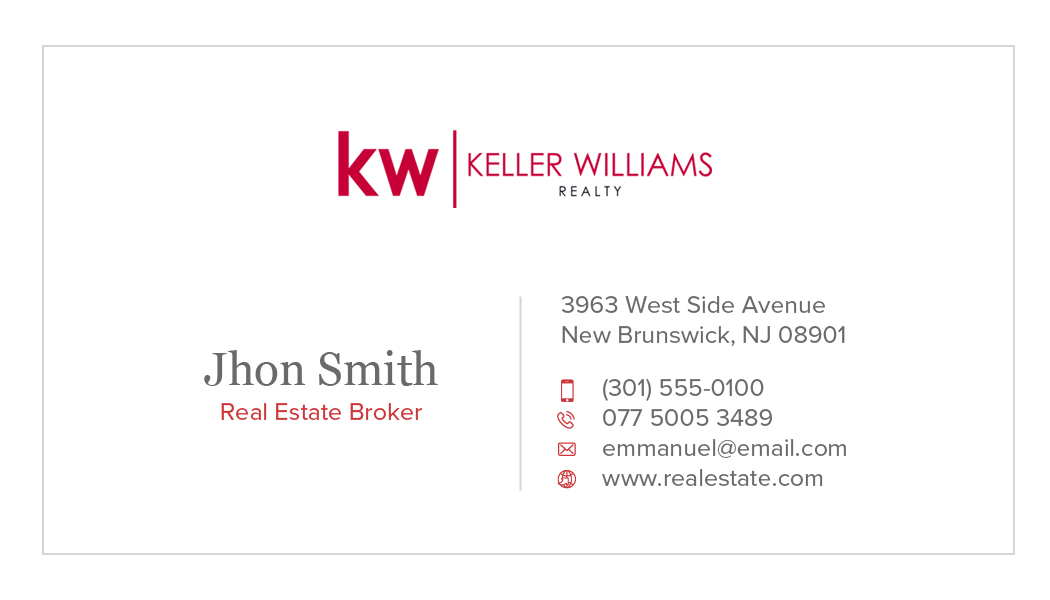 kw KELLER WILLIAMS
REALTY
Jhon Smith
Real Estate Broker
3963 West Side Avenue
New Brunswick, NJ 08901
(301) 555-0100
077 5005 3489
emmanuel@email.com
www.realestate.com